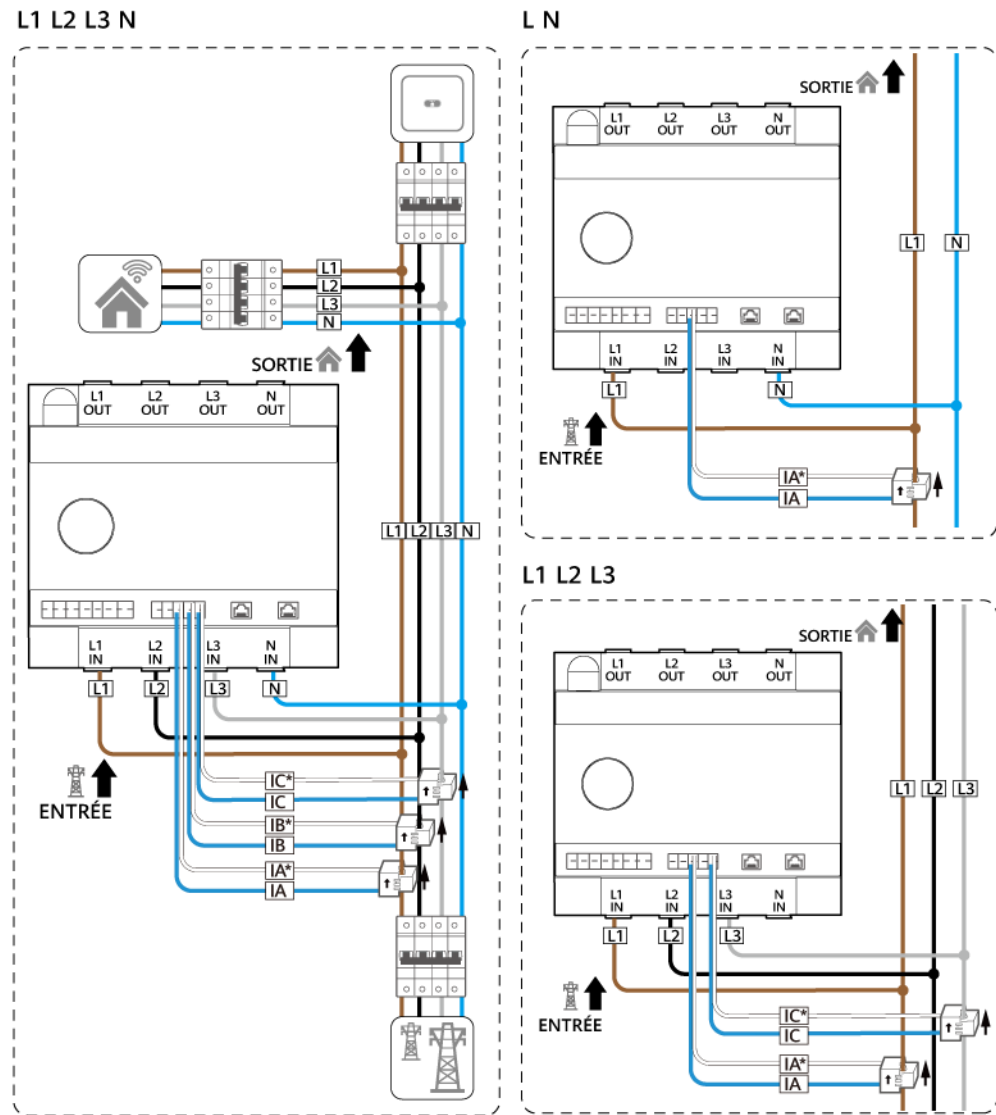 L1 L2 L3 N
L1
L2
L3
N
SORTIE
L1 OUT
L2 OUT
L3 OUT
N OUT
L1 L2 L3 N
L1 IN
L2 IN
L3 IN
N IN
L1
L2
L3
N
ENTRÉE
IC*
IC
IB*
IB
IA*
IA
L N
SORTIE
L1 OUT
L2 OUT
L3 OUT
N OUT
L1
N
L1 IN
L2 IN
L3 IN
N IN
L1
N
ENTRÉE
IA*
IA
L1 L2 L3
SORTIE
L1 OUT
L2 OUT
L3 OUT
N OUT
L1 L2 L3
L1 IN
L2 IN
L3 IN
N IN
L1
L2
L3
ENTRÉE
IC*
IC
IA*
IA